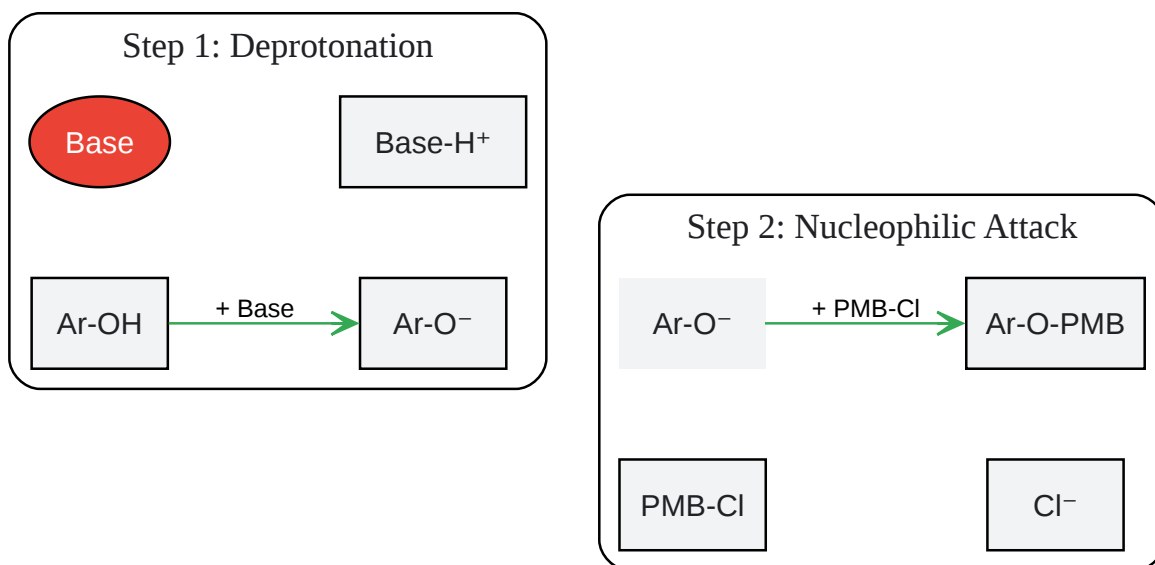 Step 1: Deprotonation
Base
Base-H⁺
Ar-OH
+ Base
Ar-O⁻
Step 2: Nucleophilic Attack
Ar-O⁻
+ PMB-Cl
Ar-O-PMB
PMB-Cl
Cl⁻